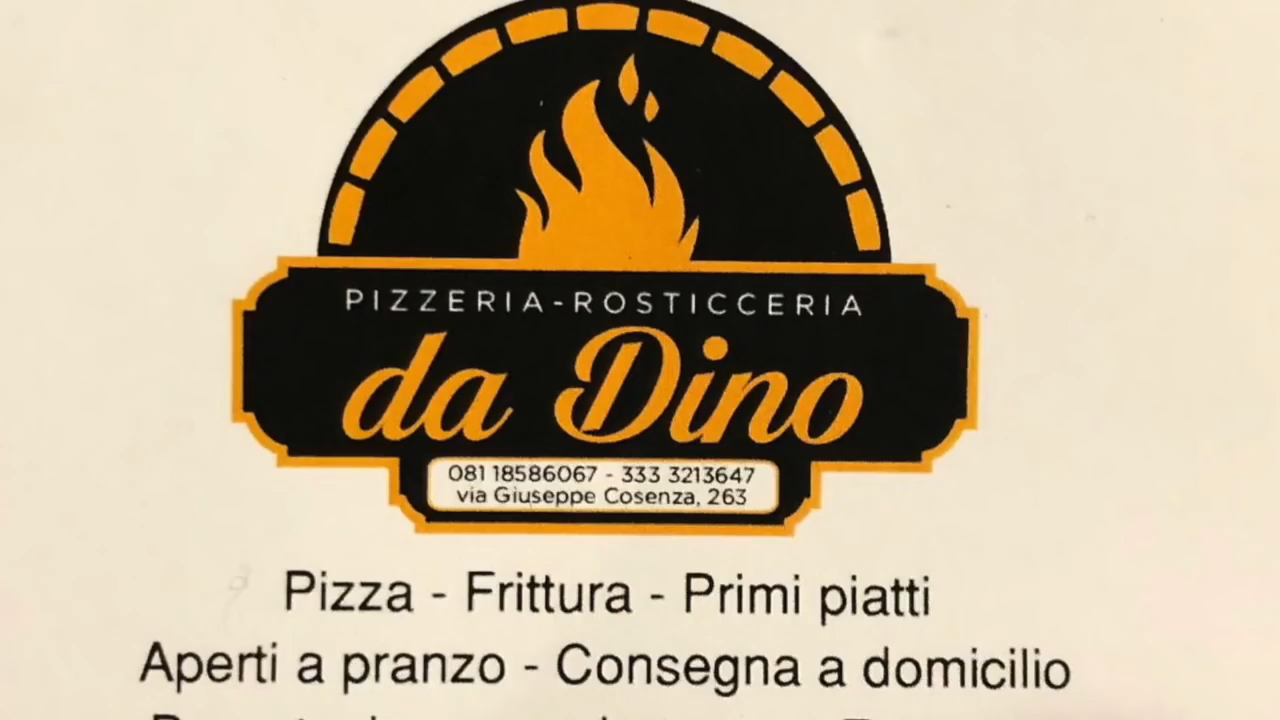 PIZZERIA-ROSTICCERIA
da Dino
081 18586067 - 333 3213647
via Giuseppe Cosenza, 263
Pizza - Frittura - Primi piatti
Aperti a pranzo - Consegna a domicilio